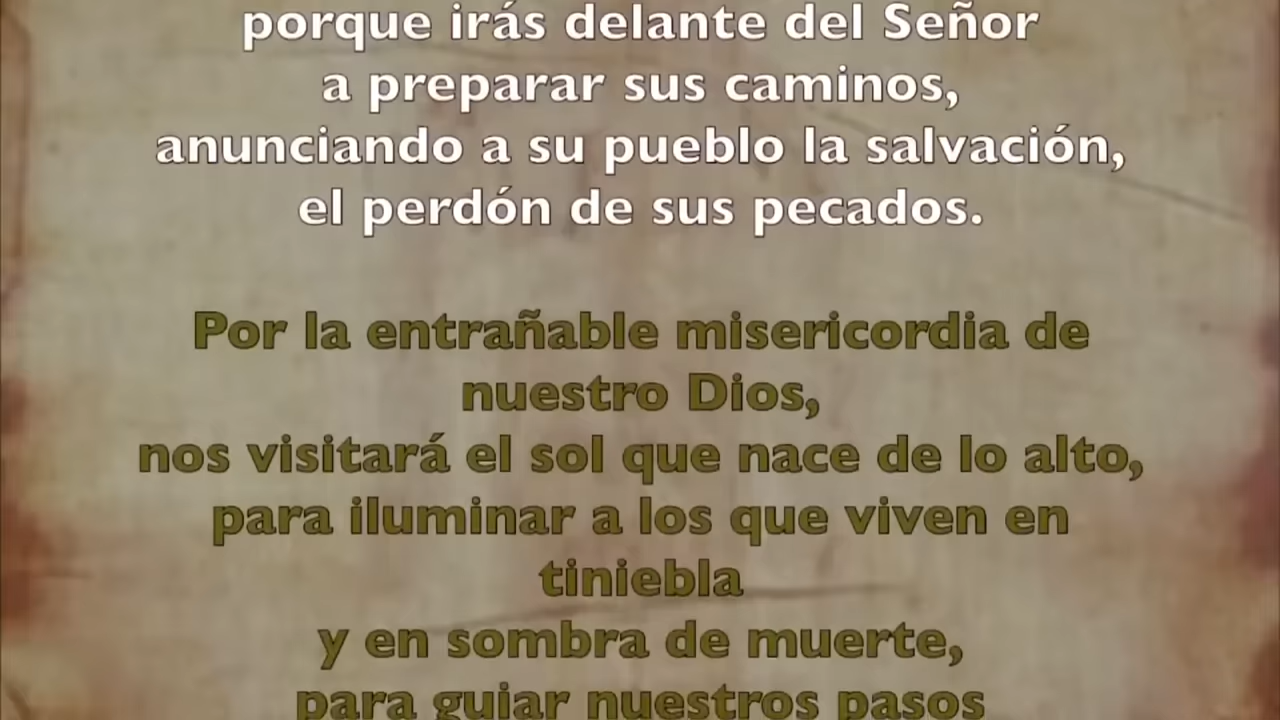 porque irás delante del Señor
a preparar sus caminos,
anunciando a su pueblo la salvación,
el perdón de sus pecados.
Por la entrañable misericordia de
nuestro Dios,
nos visitará el sol que nace de lo alto,
para iluminar a los que viven en
tiniebla
y en sombra de muerte,
para guiar nuestros pasos